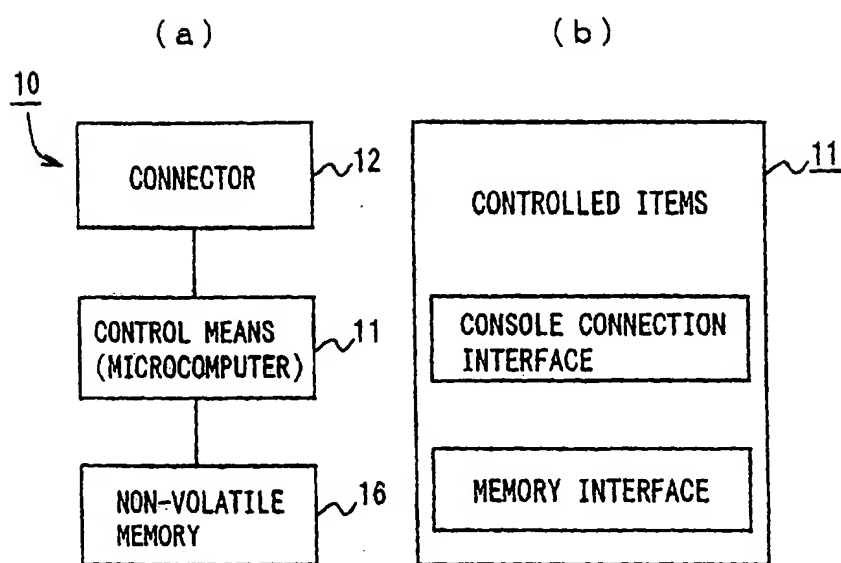 (a)
(b)
10
CONNECTOR
12
CONTROL MEANS
(MICROCOMPUTER)
11
NON-VOLATILE
MEMORY
16
11
CONTROLLED ITEMS
CONSOLE CONNECTION
INTERFACE
MEMORY INTERFACE